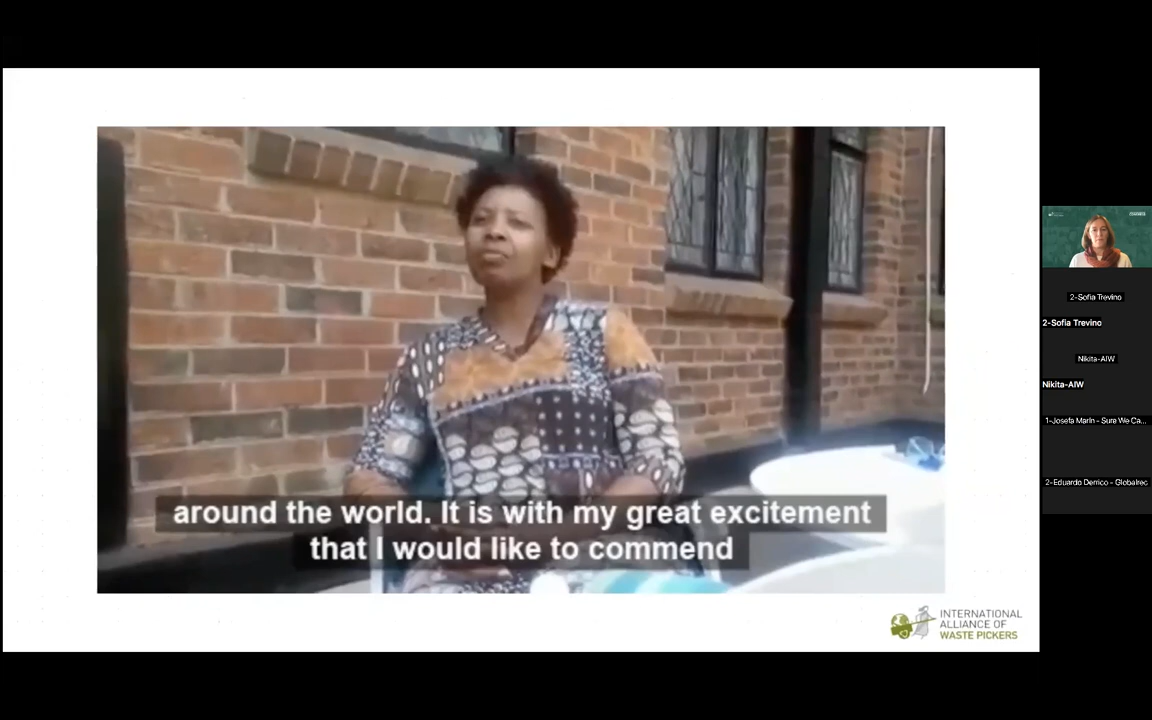 around the world. It is with my great excitement
that I would like to commend
INTERNATIONAL
ALLIANCE OF
WASTE PICKERS
2-Sofia Trevino
2-Sofia Trevino
Nikita-AIW
Nikita-AIW
1-Josefa Marin - Sure We Ca...
2-Eduardo Derrico - Globalrec